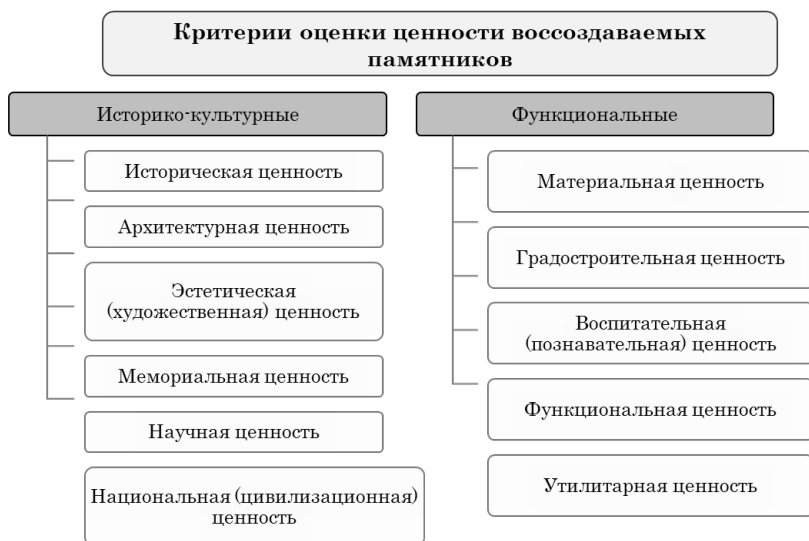 Критерии оценки ценности воссоздаваемых
памятников
Историко-культурные
Историческая ценность
Архитектурная ценность
Эстетическая
(художественная) ценность
Мемориальная ценность
Научная ценность
Национальная (цивилизационная)
ценность
Функциональные
Материальная ценность
Градостроительная ценность
Воспитательная
(познавательная) ценность
Функциональная ценность
Утилитарная ценность